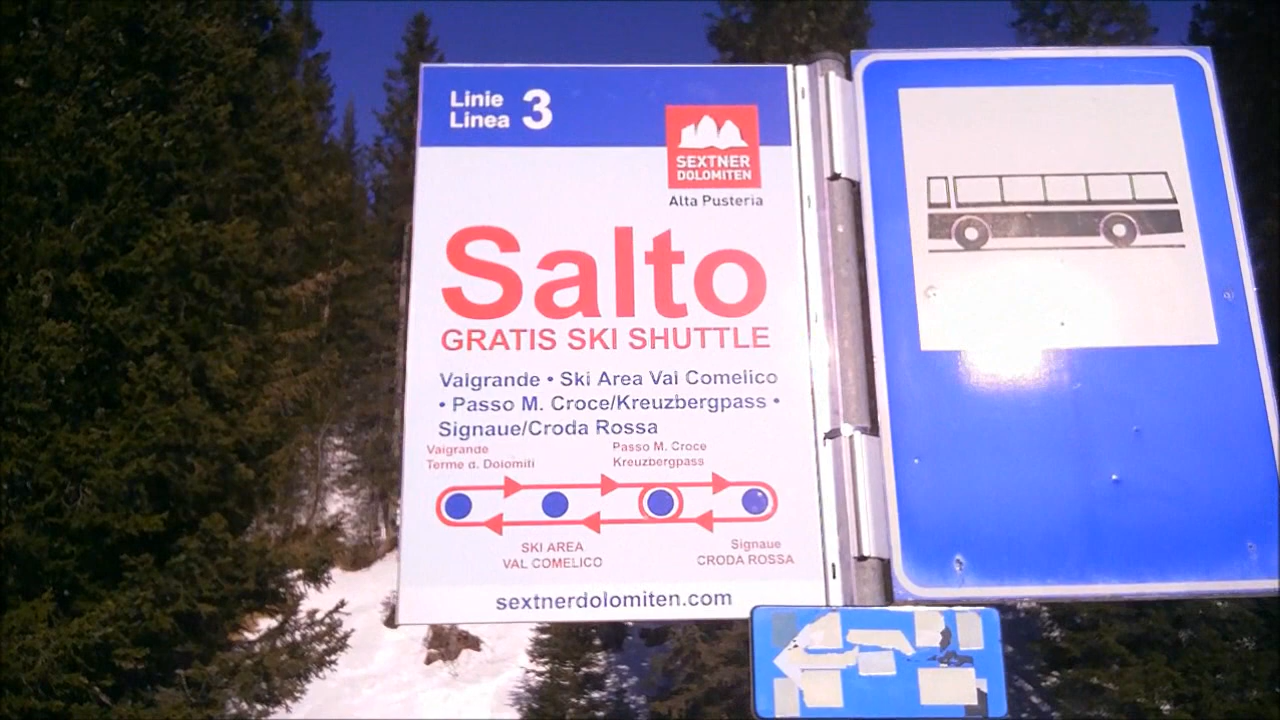 Linie
Linea 3
SEXTNER
DOLOMITEN
Alta Pusteria
Salto
GRATIS SKI SHUTTLE
Valgrande • Ski Area Val Comelico
• Passo M. Croce/Kreuzbergpass •
Signaue/Croda Rossa
Valgrande
Terme d. Dolomiti
Passo M. Croce
Kreuzbergpass
SKI AREA
VAL COMELICO
Signaue
CRODA ROSSA
sextnerdolomiten.com